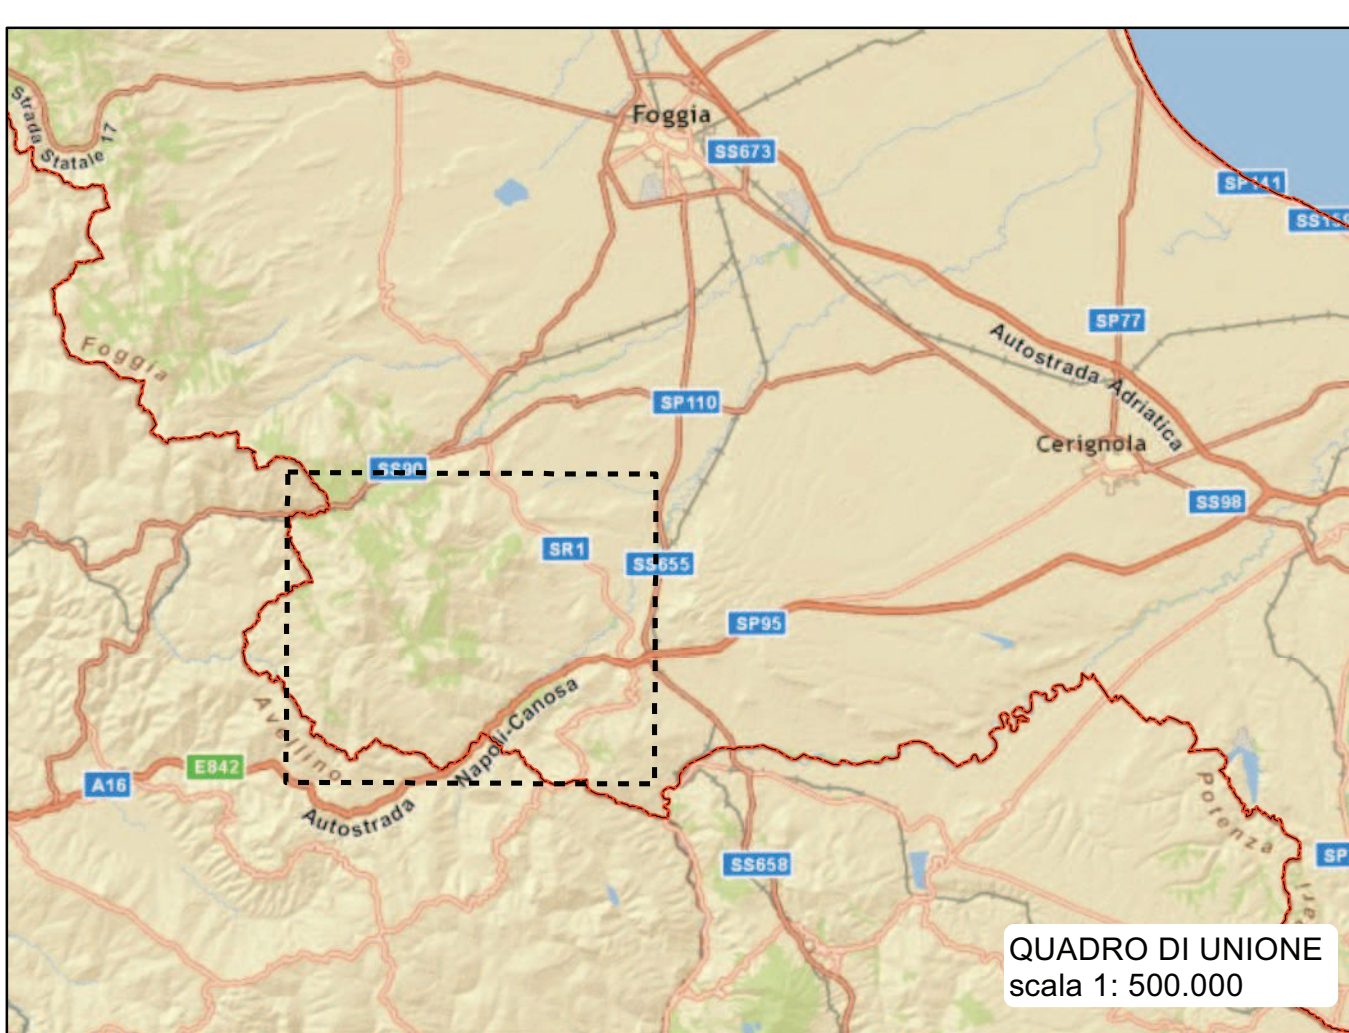 Strada Statale 17
Foggia
SS673
SP141
SP77
Foggia
Autostrada Adriatica
SP110
Cerignola
SS90
SS98
SR1
SS655
SP95
Avellino
Napoli-Canosa
E842
A16
Autostrada
Potenza
SS658
SP
QUADRO DI UNIONE
scala 1: 500.000